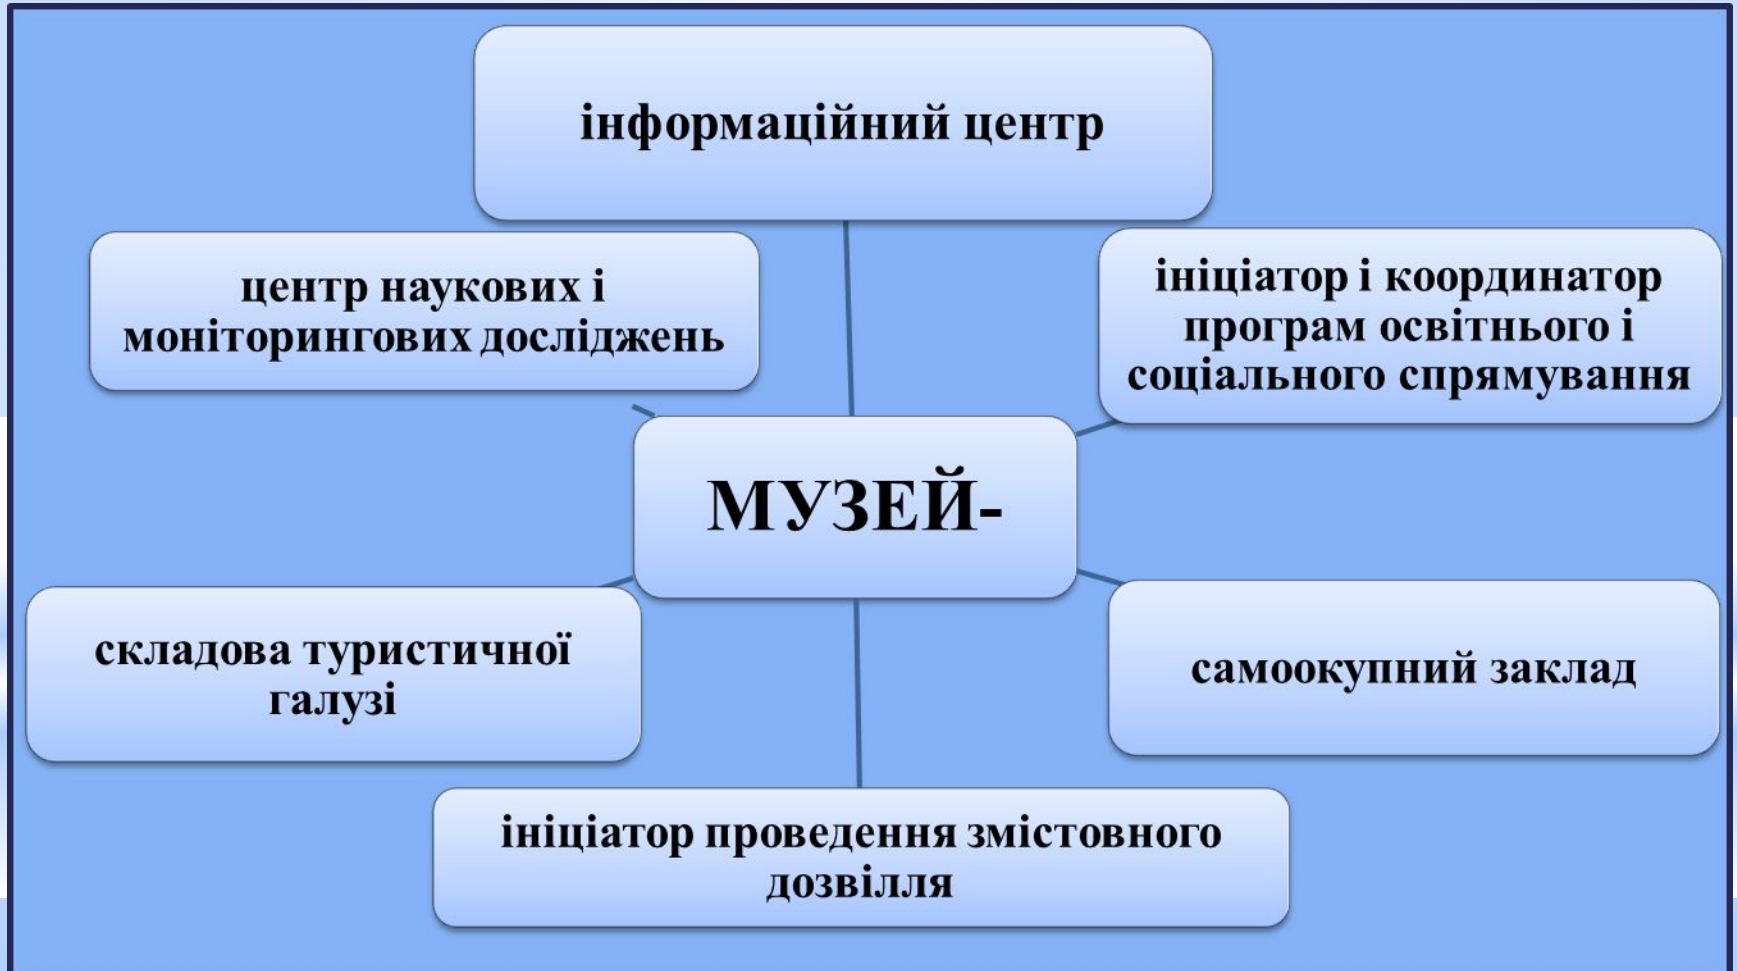 інформаційний центр
центр наукових і
моніторингових досліджень
ініціатор і координатор
програм освітнього і
соціального спрямування
МУЗЕЙ-
складова туристичної
галузі
самоокупний заклад
ініціатор проведення змістовного
дозвілля